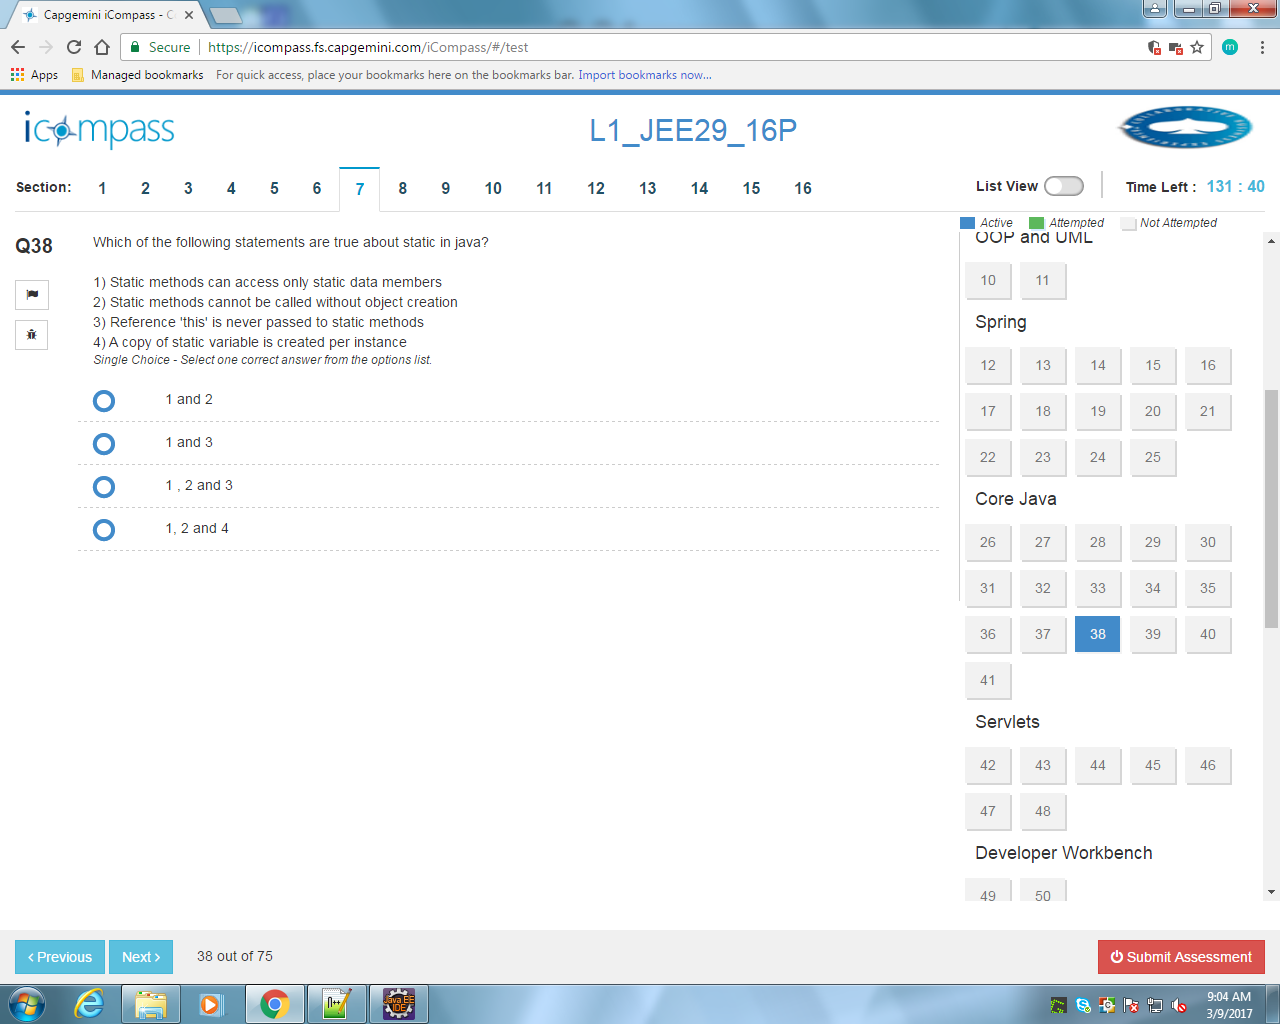 Capgemini iCompass - C
Secure
https://icompass.fs.capgemini.com/iCompass/#/test
m
Apps
Managed bookmarks
For quick access, place your bookmarks here on the bookmarks bar. Import bookmarks now...
icompass
L1_JEE29_16P
Section: 1 2 3 4 5 6 7 8 9 10 11 12 13 14 15 16
List View
Time Left : 131 : 40
Active Attempted Not Attempted
Q38
Which of the following statements are true about static in java?
1) Static methods can access only static data members
2) Static methods cannot be called without object creation
3) Reference 'this' is never passed to static methods
4) A copy of static variable is created per instance
Single Choice - Select one correct answer from the options list.
1 and 2
1 and 3
1 , 2 and 3
1, 2 and 4
OOP and UML
10 11
Spring
12 13 14 15 16
17 18 19 20 21
22 23 24 25
Core Java
26 27 28 29 30
31 32 33 34 35
36 37 38 39 40
41
Servlets
42 43 44 45 46
47 48
Developer Workbench
49 50
Previous
Next
38 out of 75
Submit Assessment
Java EE
IDE
9:04 AM
3/9/2017